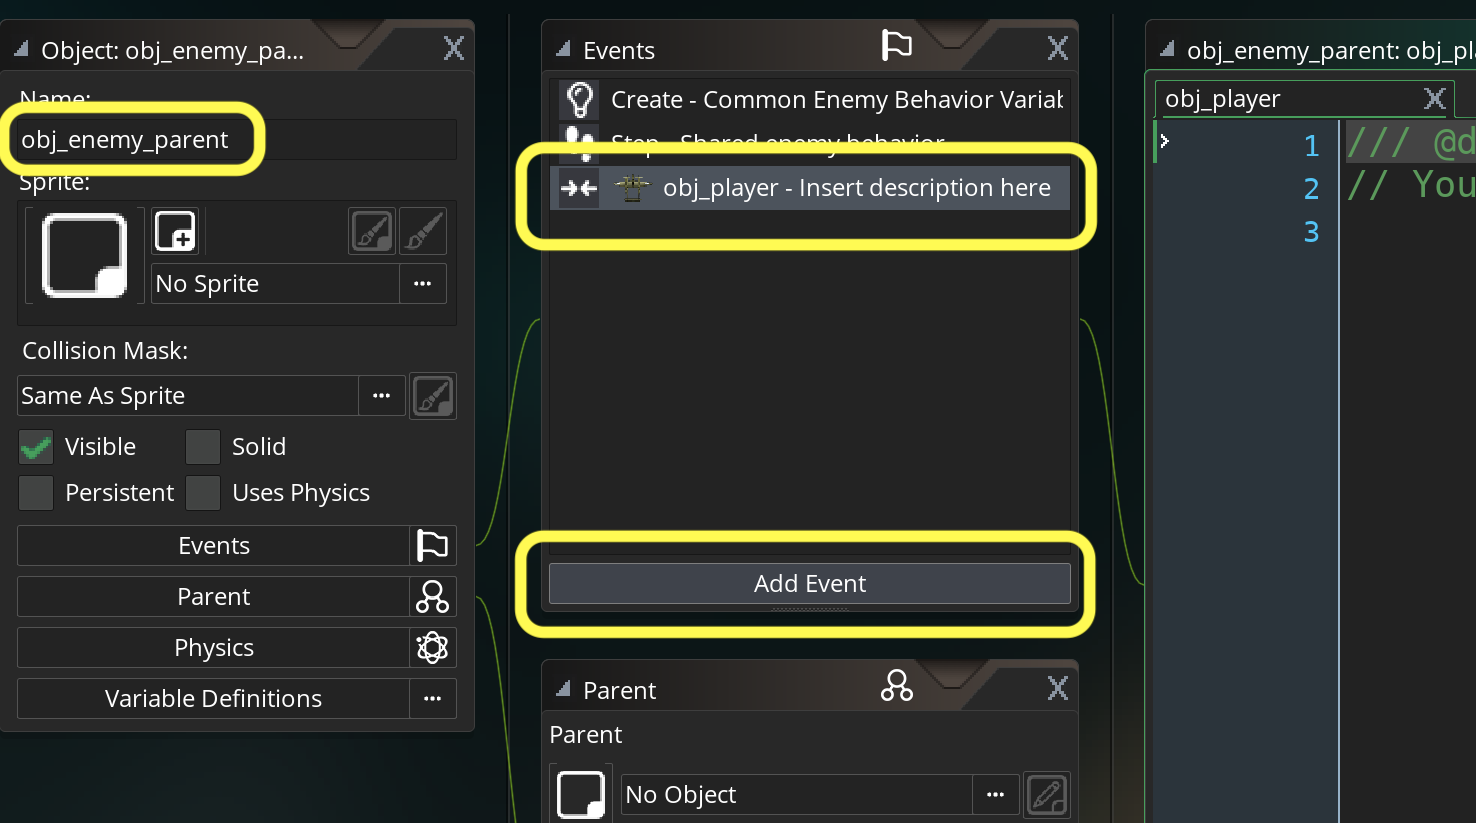 Object: obj_enemy_pa...
Name:
obj_enemy_parent
Sprite:
No Sprite
...
Collision Mask:
Same As Sprite
...
Visible
Solid
Persistent
Uses Physics
Events
Parent
Physics
Variable Definitions
...
Events
Create - Common Enemy Behavior Variab
Step - Shared enemy behavior
obj_player - Insert description here
Add Event
Parent
Parent
No Object
...
obj_enemy_parent: obj_pl
obj_player
1 /// @d
2 // You
3